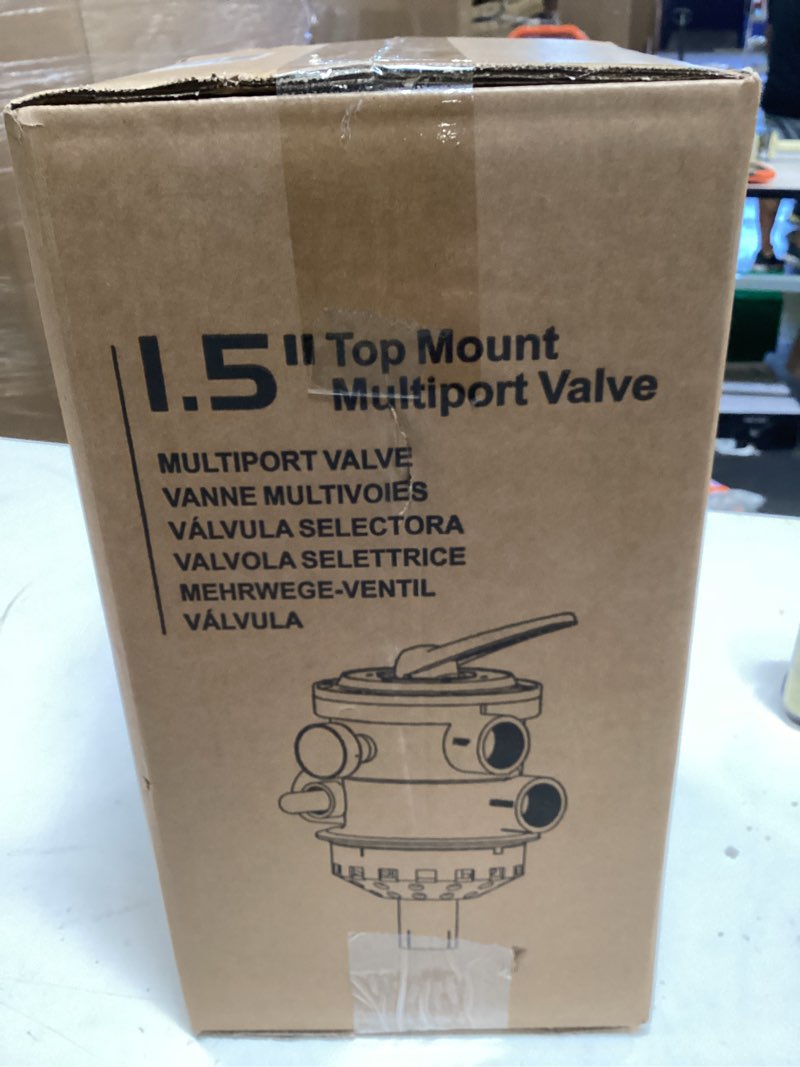 1.5" Top Mount
Multiport Valve
MULTIPORT VALVE
VANNE MULTIVOIES
VÁLVULA SELECTORA
VALVOLA SELETTRICE
MEHRWEGE-VENTIL
VÁLVULA